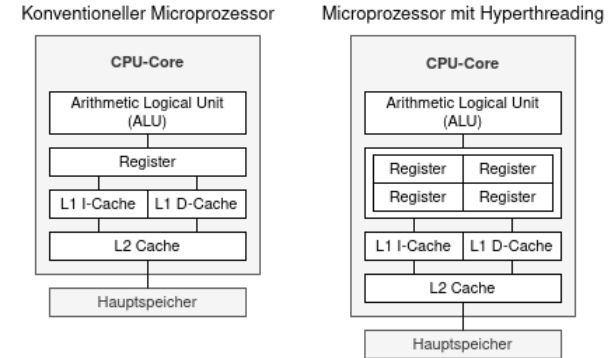 Konventioneller Microprozessor
CPU-Core
Arithmetic Logical Unit
(ALU)
Register
L1 I-Cache L1 D-Cache
L2 Cache
Hauptspeicher
Microprozessor mit Hyperthreading
CPU-Core
Arithmetic Logical Unit
(ALU)
Register Register
Register Register
L1 I-Cache L1 D-Cache
L2 Cache
Hauptspeicher